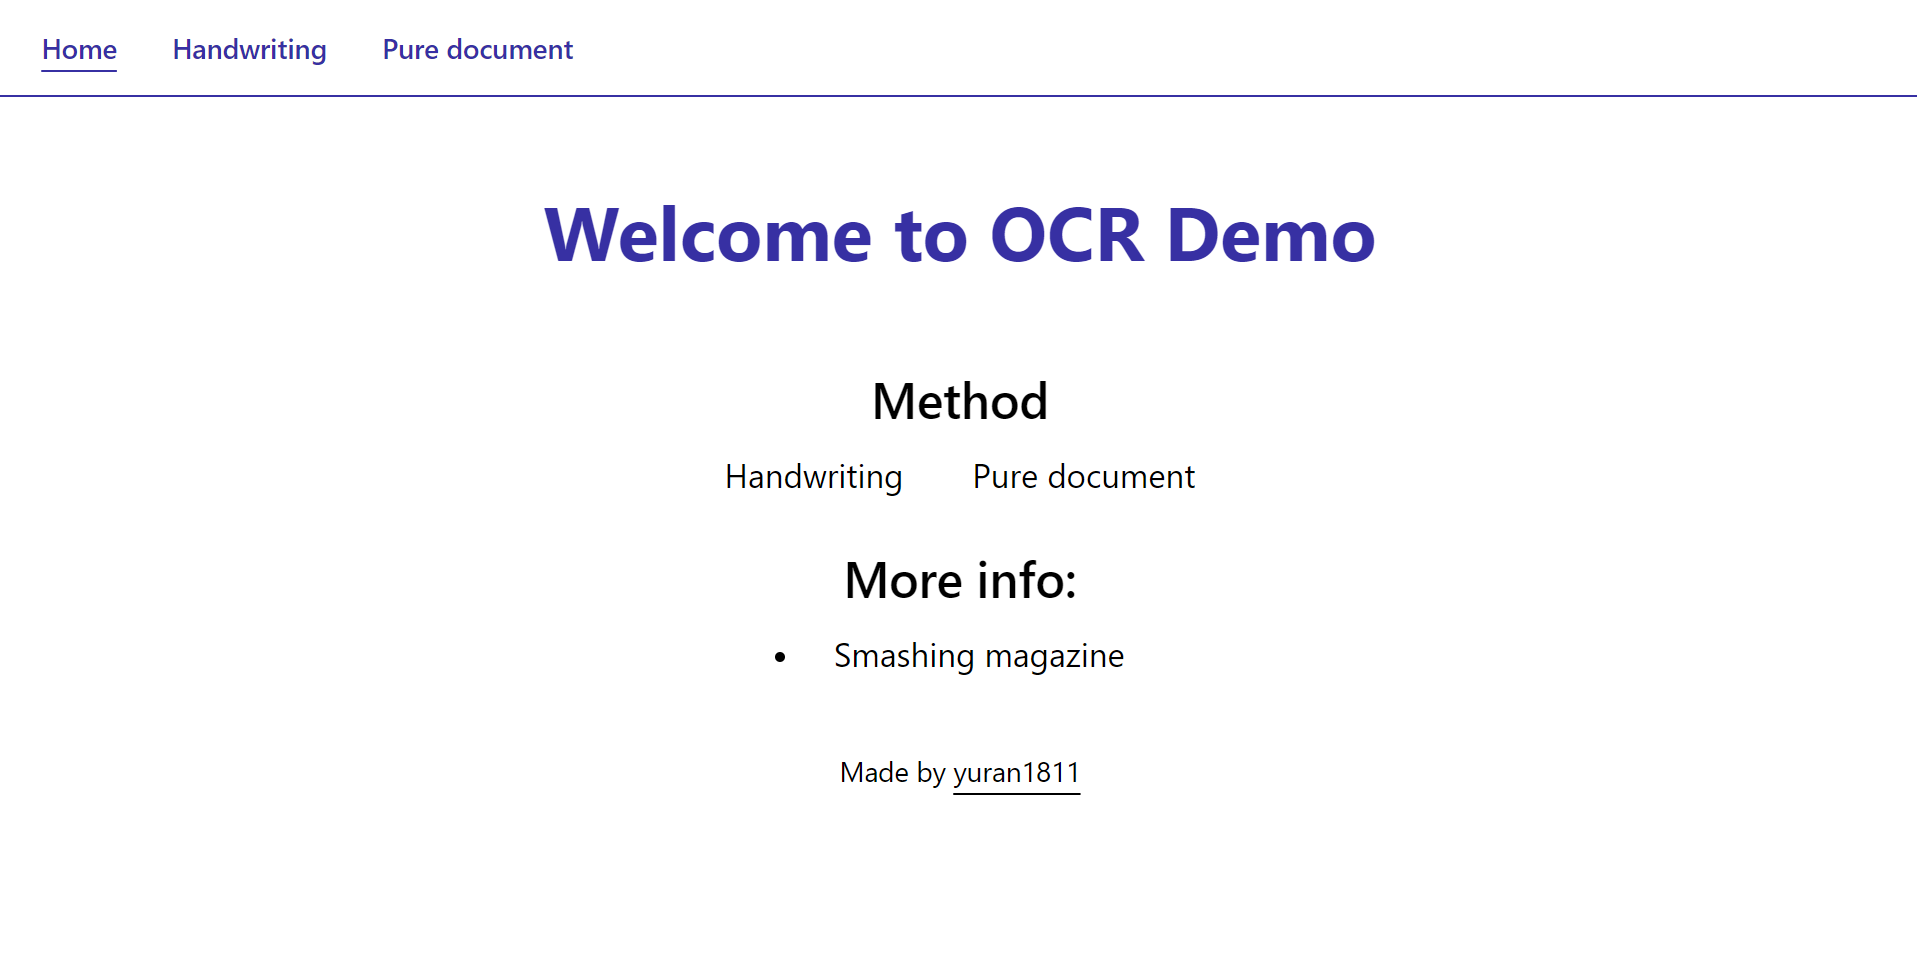 Home Handwriting Pure document
Welcome to OCR Demo
Method
Handwriting Pure document
More info:
• Smashing magazine
Made by yuran1811